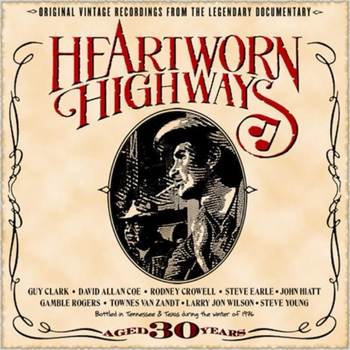 ORIGINAL VINTAGE RECORDINGS FROM THE LEGENDARY DOCUMENTARY
HEARTWORN
HIGHWAYS
GUY CLARK • DAVID ALLAN COE • RODNEY CROWELL • STEVE EARLE • JOHN HIATT
GAMBLE ROGERS • TOWNES VAN ZANDT • LARRY JON WILSON • STEVE YOUNG
Bottled in Tennessee & Texas during the winter of 1976
AGED 30 YEARS